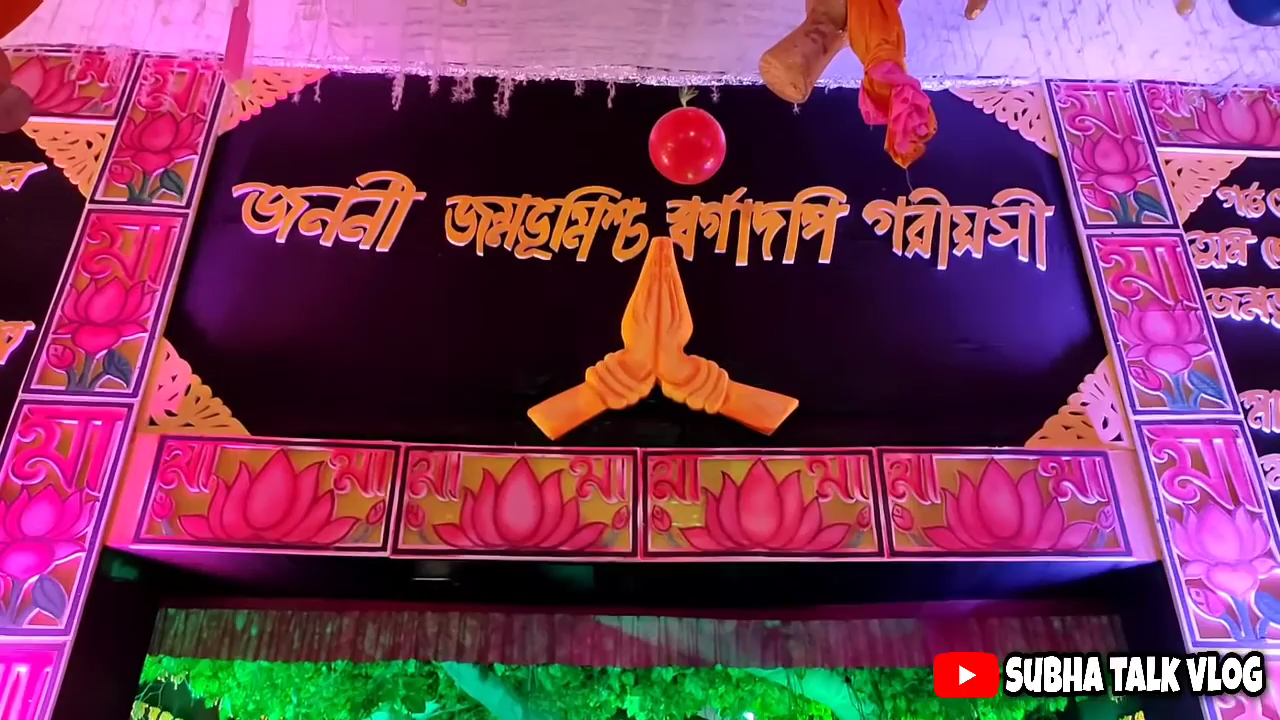 জননী জন্মভূমিশ্চ স্বর্গাদপি গরীয়সী
মা মা মা মা
মা মা
মা মা
মা মা মা মা মা মা মা মা
মা
তুমি
SUBHA TALK VLOG